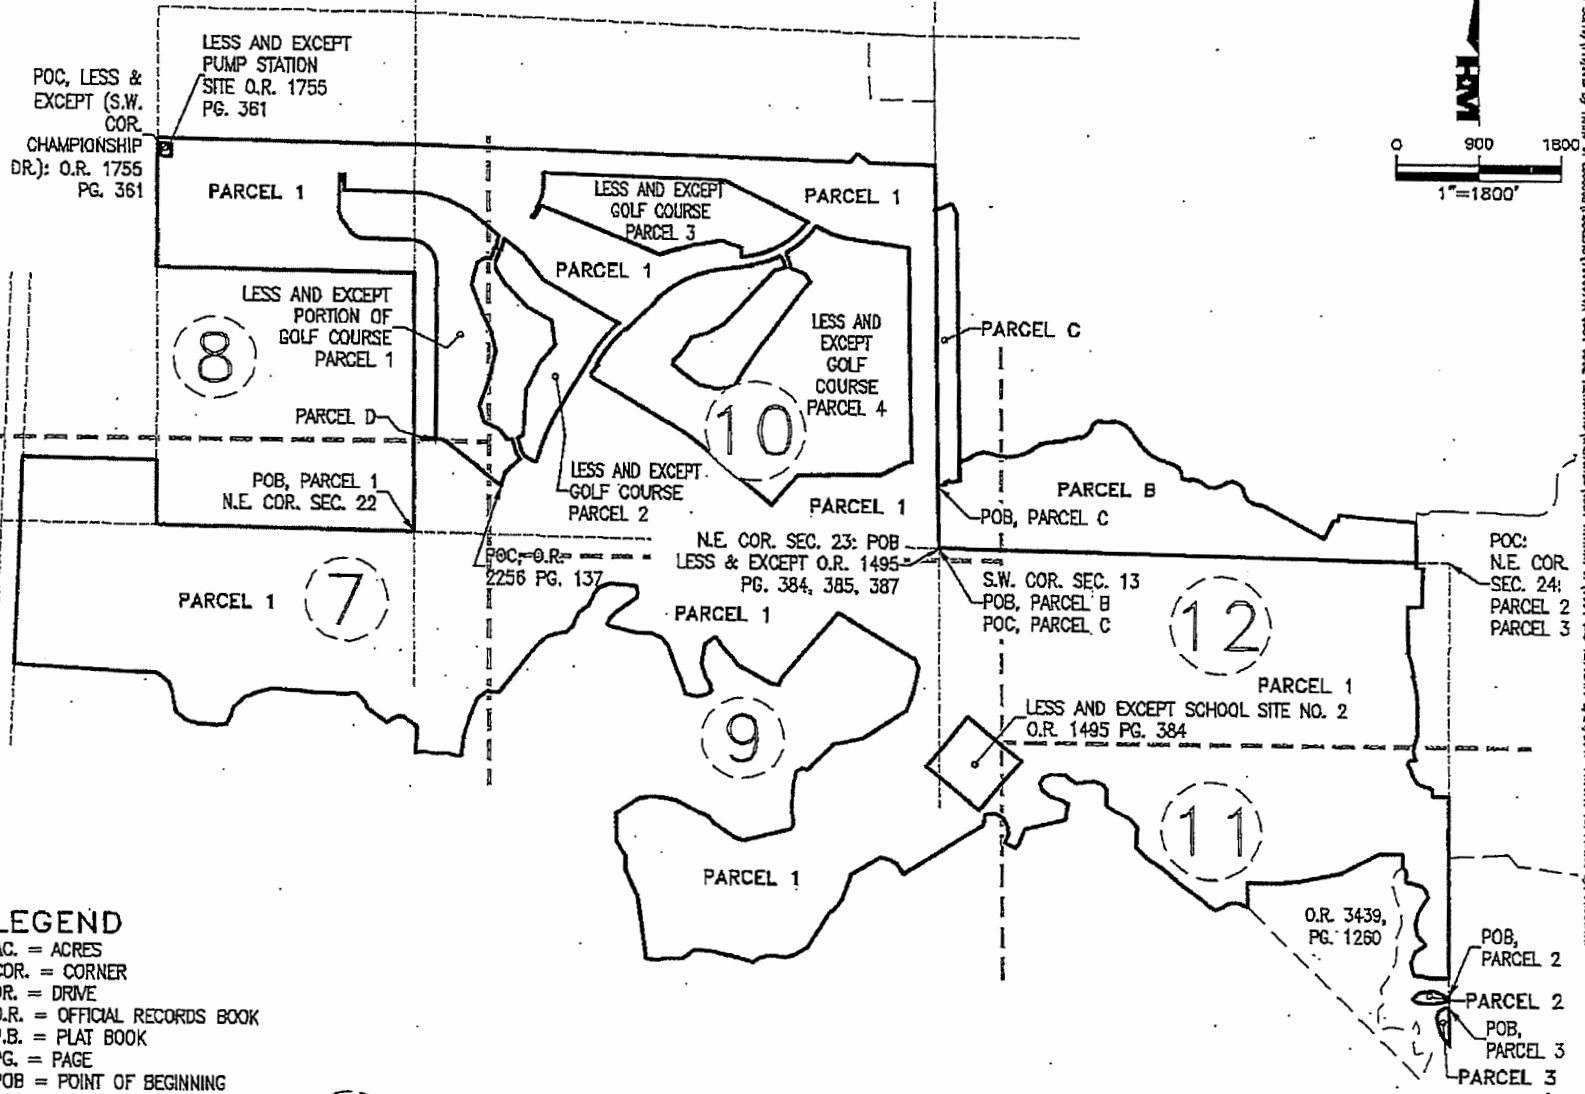 LESS AND EXCEPT
PUMP STATION
SITE O.R. 1755
PG. 361
POC, LESS &
EXCEPT (S.W.
COR.
CHAMPIONSHIP
DR.): O.R. 1755
PG. 361
HM
0 900 1800
1"=1800'
PARCEL 1
LESS AND EXCEPT
GOLF COURSE
PARCEL 3
PARCEL 1
PARCEL 1
LESS AND EXCEPT
PORTION OF
GOLF COURSE
PARCEL 1
8
LESS AND
EXCEPT
GOLF
COURSE
PARCEL 4
PARCEL C
PARCEL D
10
POB, PARCEL 1
N.E. COR. SEC. 22
LESS AND EXCEPT
GOLF COURSE
PARCEL 2
PARCEL 1
PARCEL B
POB, PARCEL C
N.E. COR. SEC. 23: POB
LESS & EXCEPT O.R. 1495
PG. 384, 385, 387
POC, O.R.
2256 PG. 137
S.W. COR. SEC. 13
POB, PARCEL B
POC, PARCEL C
POC:
N.E. COR.
SEC. 24:
PARCEL 2
PARCEL 3
PARCEL 1
7
PARCEL 1
12
PARCEL 1
LESS AND EXCEPT SCHOOL SITE NO. 2
O.R. 1495 PG. 384
9
11
PARCEL 1
O.R. 3439,
PG. 1260
POB,
PARCEL 2
PARCEL 2
POB,
PARCEL 3
PARCEL 3
LEGEND
AC. = ACRES
COR. = CORNER
DR. = DRIVE
O.R. = OFFICIAL RECORDS BOOK
P.B. = PLAT BOOK
PG. = PAGE
POB = POINT OF BEGINNING